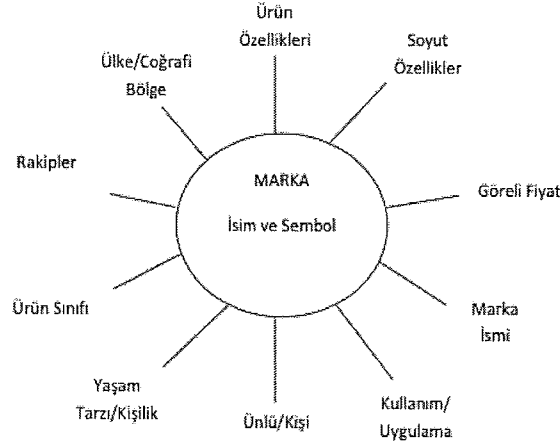 Ürün
Özellikleri
Soyut
Özellikler
Ülke/Coğrafi
Bölge
Rakipler
MARKA
İsim ve Sembol
Göreli Fiyat
Ürün Sınıfı
Marka
İsmi
Yaşam
Tarzı/Kişilik
Ünlü/Kişi
Kullanım/
Uygulama